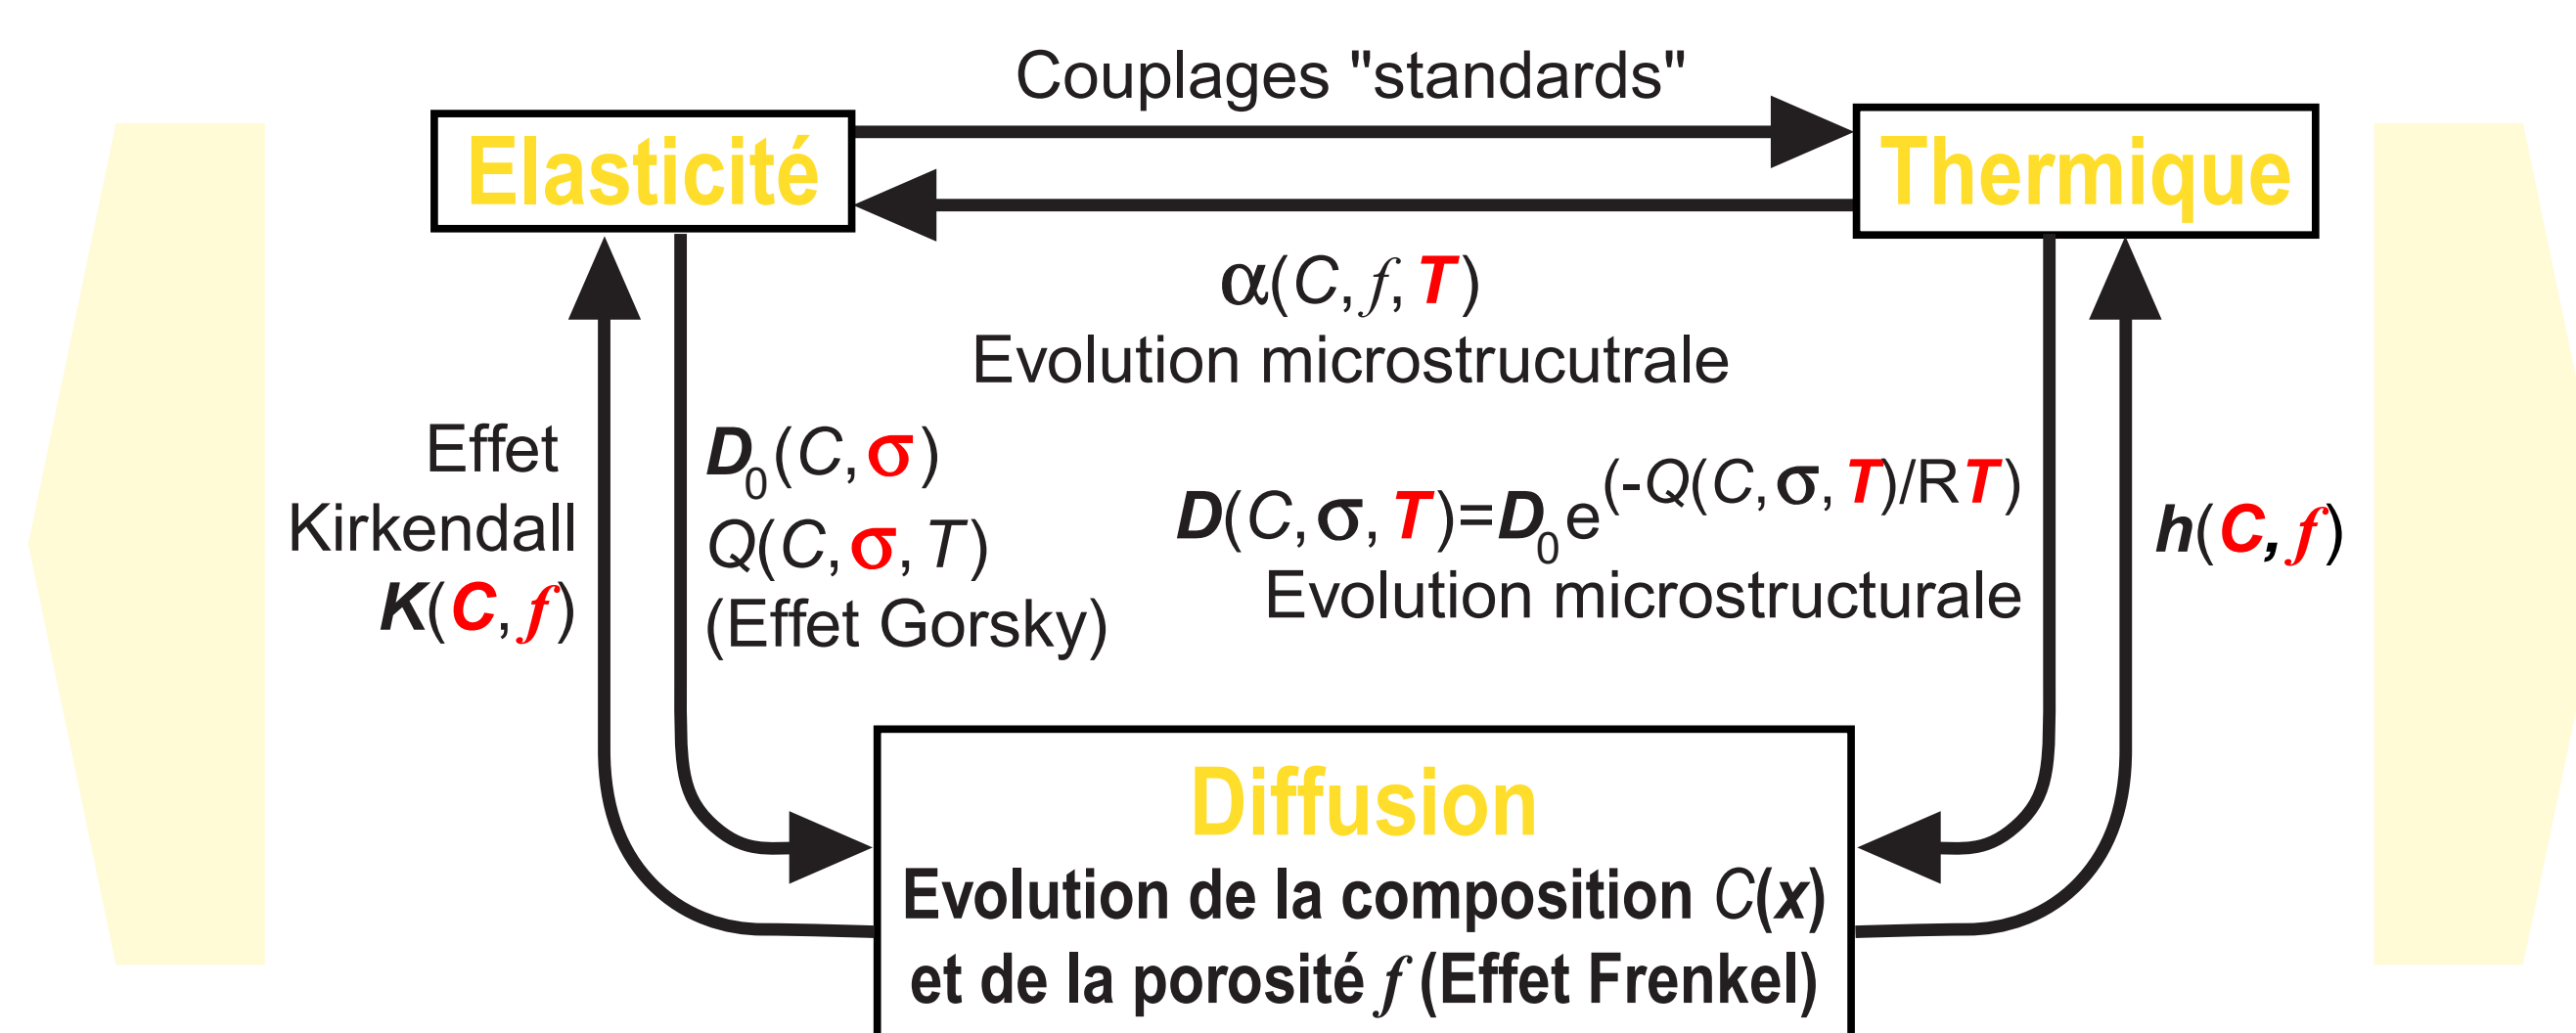 Couplages "standards"
Elasticité
Thermique
α(C, f, T)
Evolution microstrucutrale
Effet
Kirkendall
K(C, f)
D₀(C, σ)
Q(C, σ, T)
(Effet Gorsky)
D(C, σ, T)=D₀e^(-Q(C, σ, T)/RT)
Evolution microstructurale
h(C, f)
Diffusion
Evolution de la composition C(x)
et de la porosité f (Effet Frenkel)